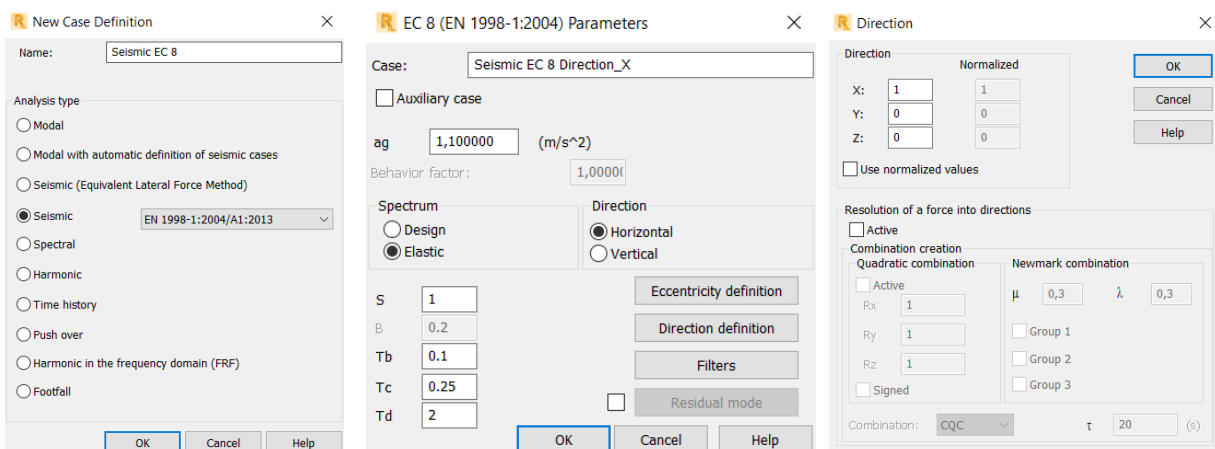 New Case Definition
Name: Seismic EC 8
Analysis type
Modal
Modal with automatic definition of seismic cases
Seismic (Equivalent Lateral Force Method)
Seismic EN 1998-1:2004/A1:2013
Spectral
Harmonic
Time history
Push over
Harmonic in the frequency domain (FRF)
Footfall
OK Cancel Help
EC 8 (EN 1998-1:2004) Parameters
Case: Seismic EC 8 Direction_X
Auxiliary case
ag 1,100000 (m/s^2)
Behavior factor: 1,0000
Spectrum Direction
Design Horizontal
Elastic Vertical
S 1 Eccentricity definition
B 0.2 Direction definition
Tb 0.1 Filters
Tc 0.25 Residual mode
Td 2
OK Cancel Help
Direction
Direction
Normalized OK
X: 1 1 Cancel
Y: 0 0
Z: 0 0 Help
Use normalized values
Resolution of a force into directions
Active
Combination creation
Quadratic combination Newmark combination
Active μ 0,3 λ 0,3
Rx 1
Ry 1 Group 1
Rz 1 Group 2
Signed Group 3
Combination: CQC τ 20 (s)